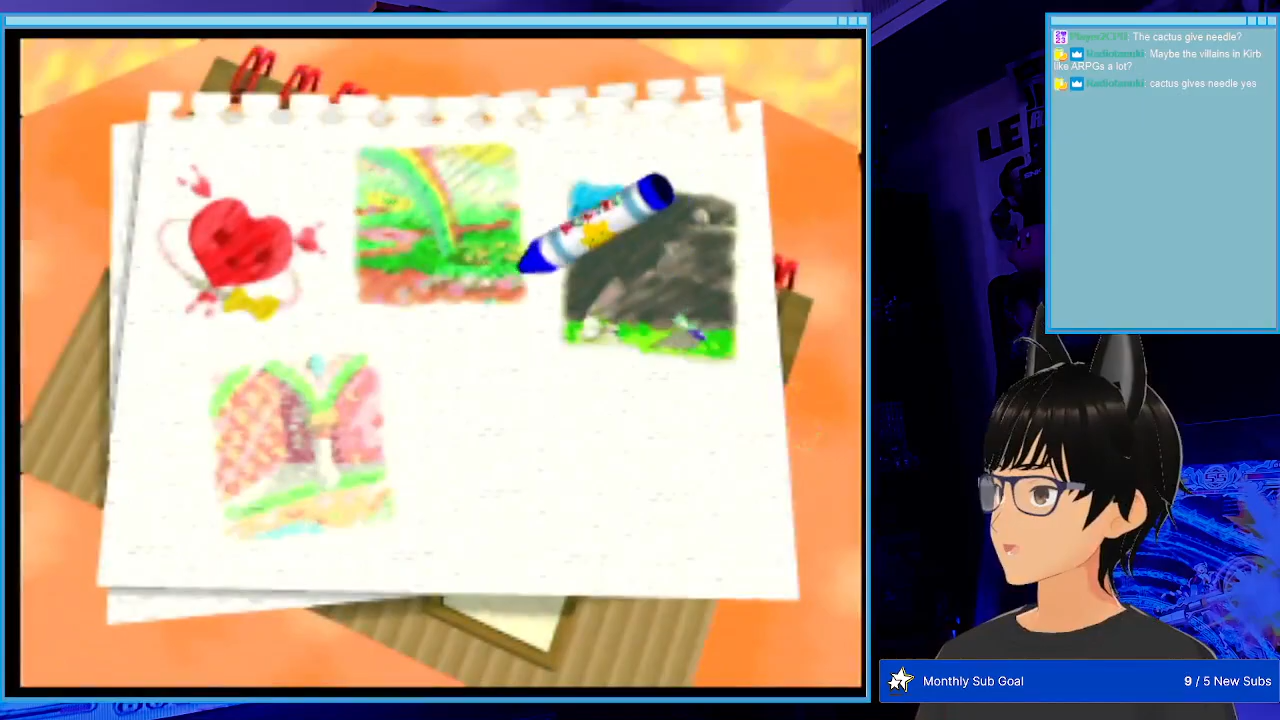 : The cactus give needle?
: Maybe the villains in Kirb
like ARPGs a lot?
: cactus gives needle yes
LE
Monthly Sub Goal
9 / 5 New Subs